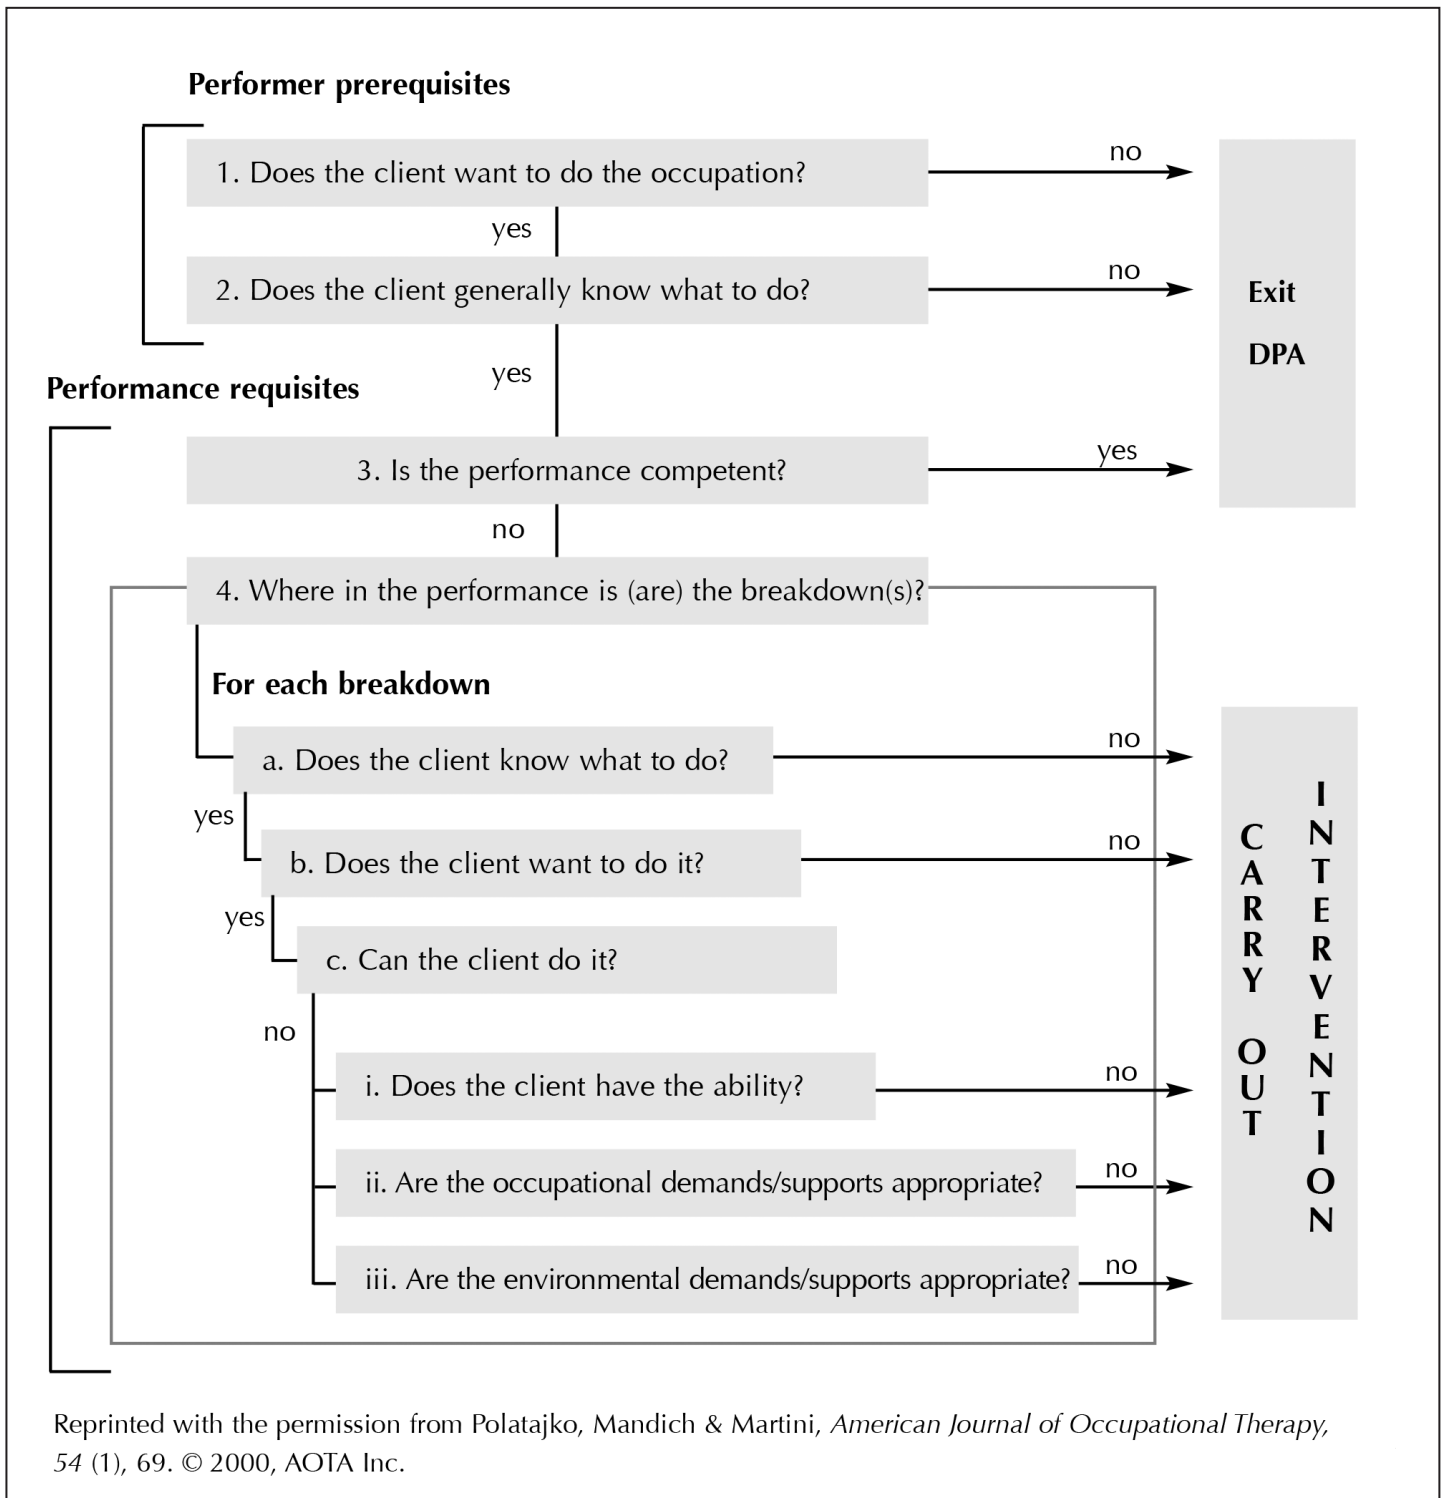 Performer prerequisites
1. Does the client want to do the occupation?
no
yes
2. Does the client generally know what to do?
no
Exit
DPA
yes
Performance requisites
3. Is the performance competent?
yes
no
4. Where in the performance is (are) the breakdown(s)?
For each breakdown
a. Does the client know what to do?
no
yes
b. Does the client want to do it?
no
yes
c. Can the client do it?
no
i. Does the client have the ability?
no
ii. Are the occupational demands/supports appropriate?
no
iii. Are the environmental demands/supports appropriate?
no
CARRY OUT
INTERVENTION
Reprinted with the permission from Polatajko, Mandich & Martini, American Journal of Occupational Therapy,
54 (1), 69. © 2000, AOTA Inc.